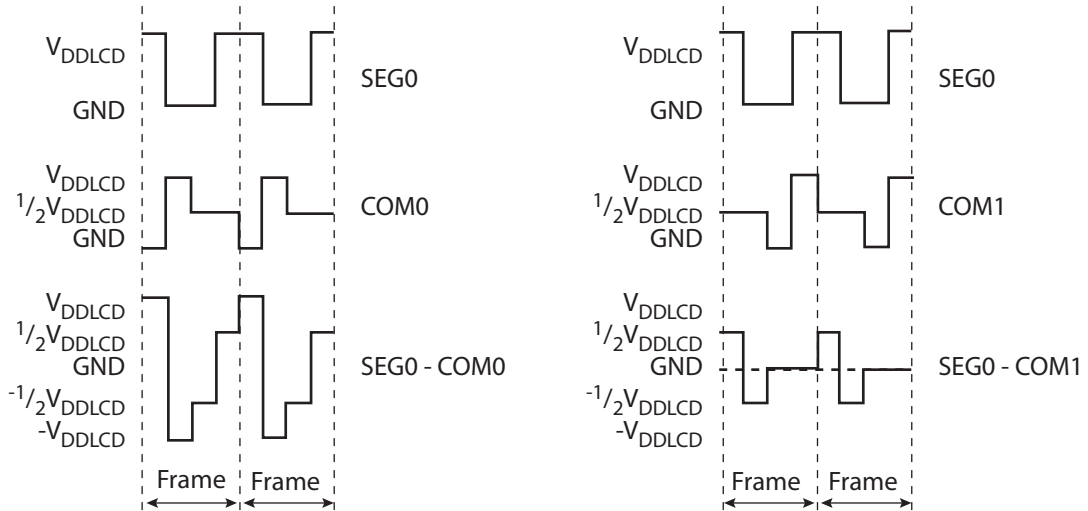 V_DDLCD
GND
SEG0
V_DDLCD
1/2V_DDLCD
GND
COM0
V_DDLCD
1/2V_DDLCD
GND
-1/2V_DDLCD
-V_DDLCD
SEG0 - COM0
Frame Frame
V_DDLCD
GND
SEG0
V_DDLCD
1/2V_DDLCD
GND
COM1
V_DDLCD
1/2V_DDLCD
GND
-1/2V_DDLCD
-V_DDLCD
SEG0 - COM1
Frame Frame